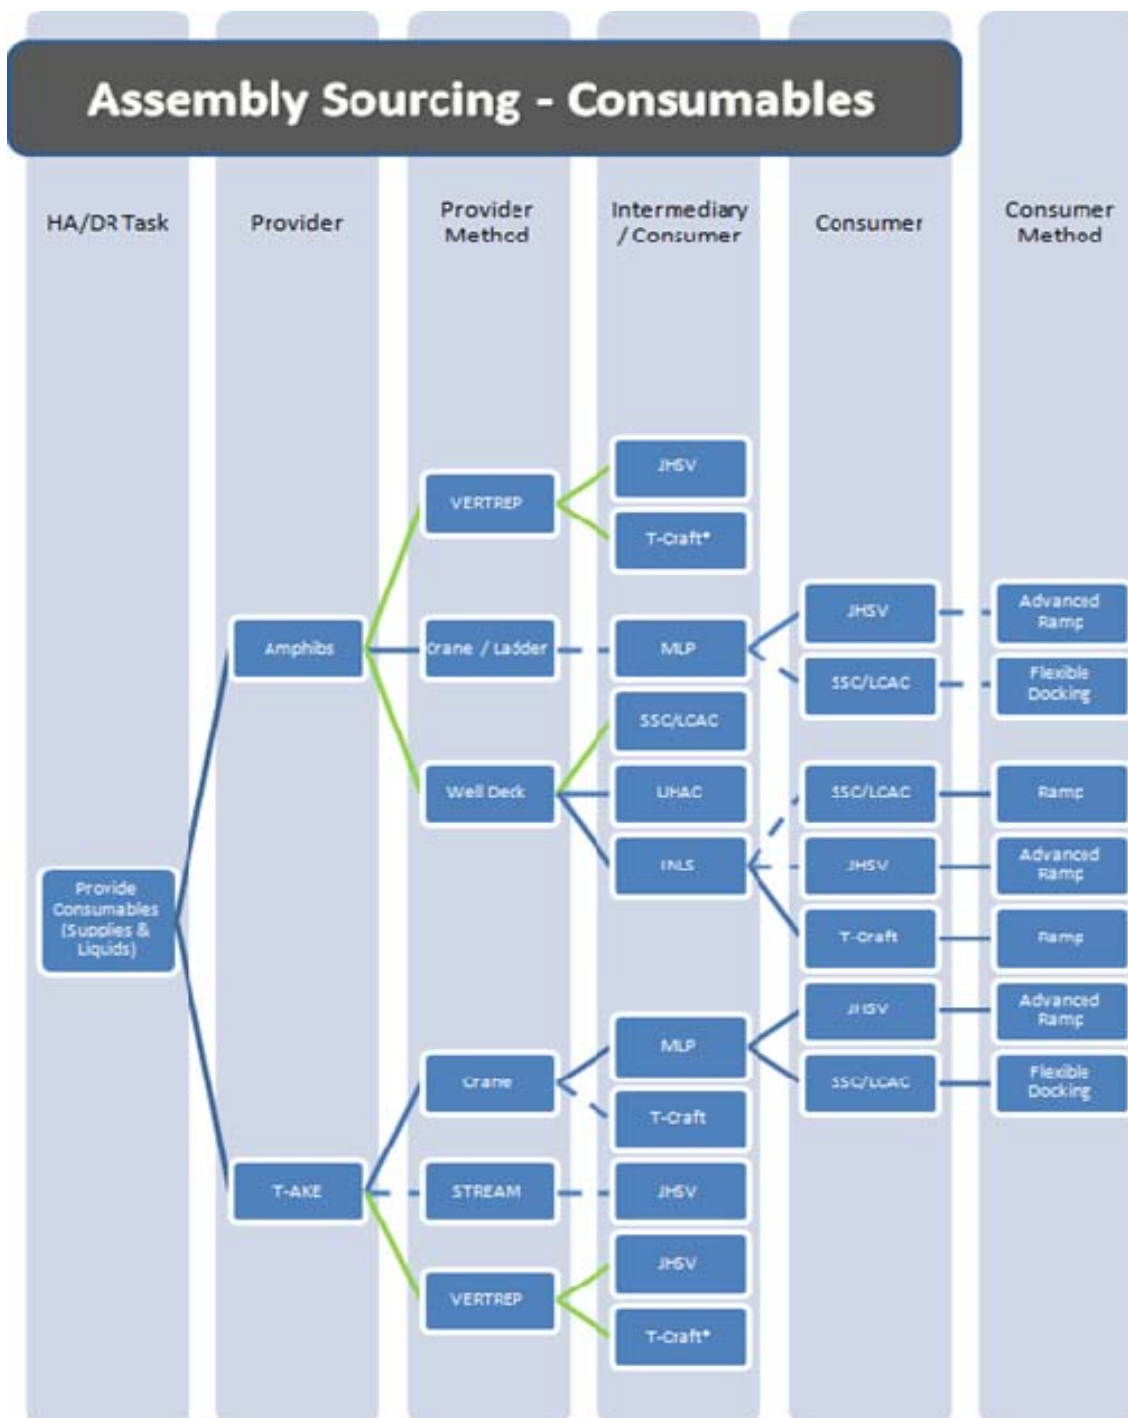 Assembly Sourcing - Consumables
HA/DR Task
Provider
Provider
Method
Intermediary
/ Consumer
Consumer
Consumer
Method
JHSV
VERTREP
T-Craft*
JHSV
Advanced
Ramp
Amphibs
Crane / Ladder
MLP
SSC/LCAC
Flexible
Docking
SSC/LCAC
Well Deck
UHAC
SSC/LCAC
Ramp
INLS
JHSV
Advanced
Ramp
Provide
Consumables
(Supplies &
Liquids)
T-Craft
Ramp
JHSV
Advanced
Ramp
MLP
Crane
SSC/LCAC
Flexible
Docking
T-Craft
T-AKE
STREAM
JHSV
JHSV
VERTREP
T-Craft*